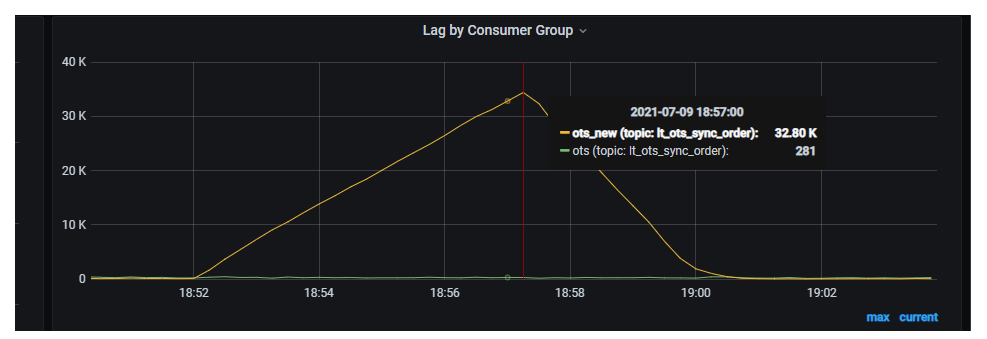 Lag by Consumer Group
40 K
2021-07-09 18:57:00
30 K
ots_new (topic: lt_ots_sync_order): 32.80 K
ots (topic: lt_ots_sync_order): 281
20 K
10 K
0
18:52 18:54 18:56 18:58 19:00 19:02
max current